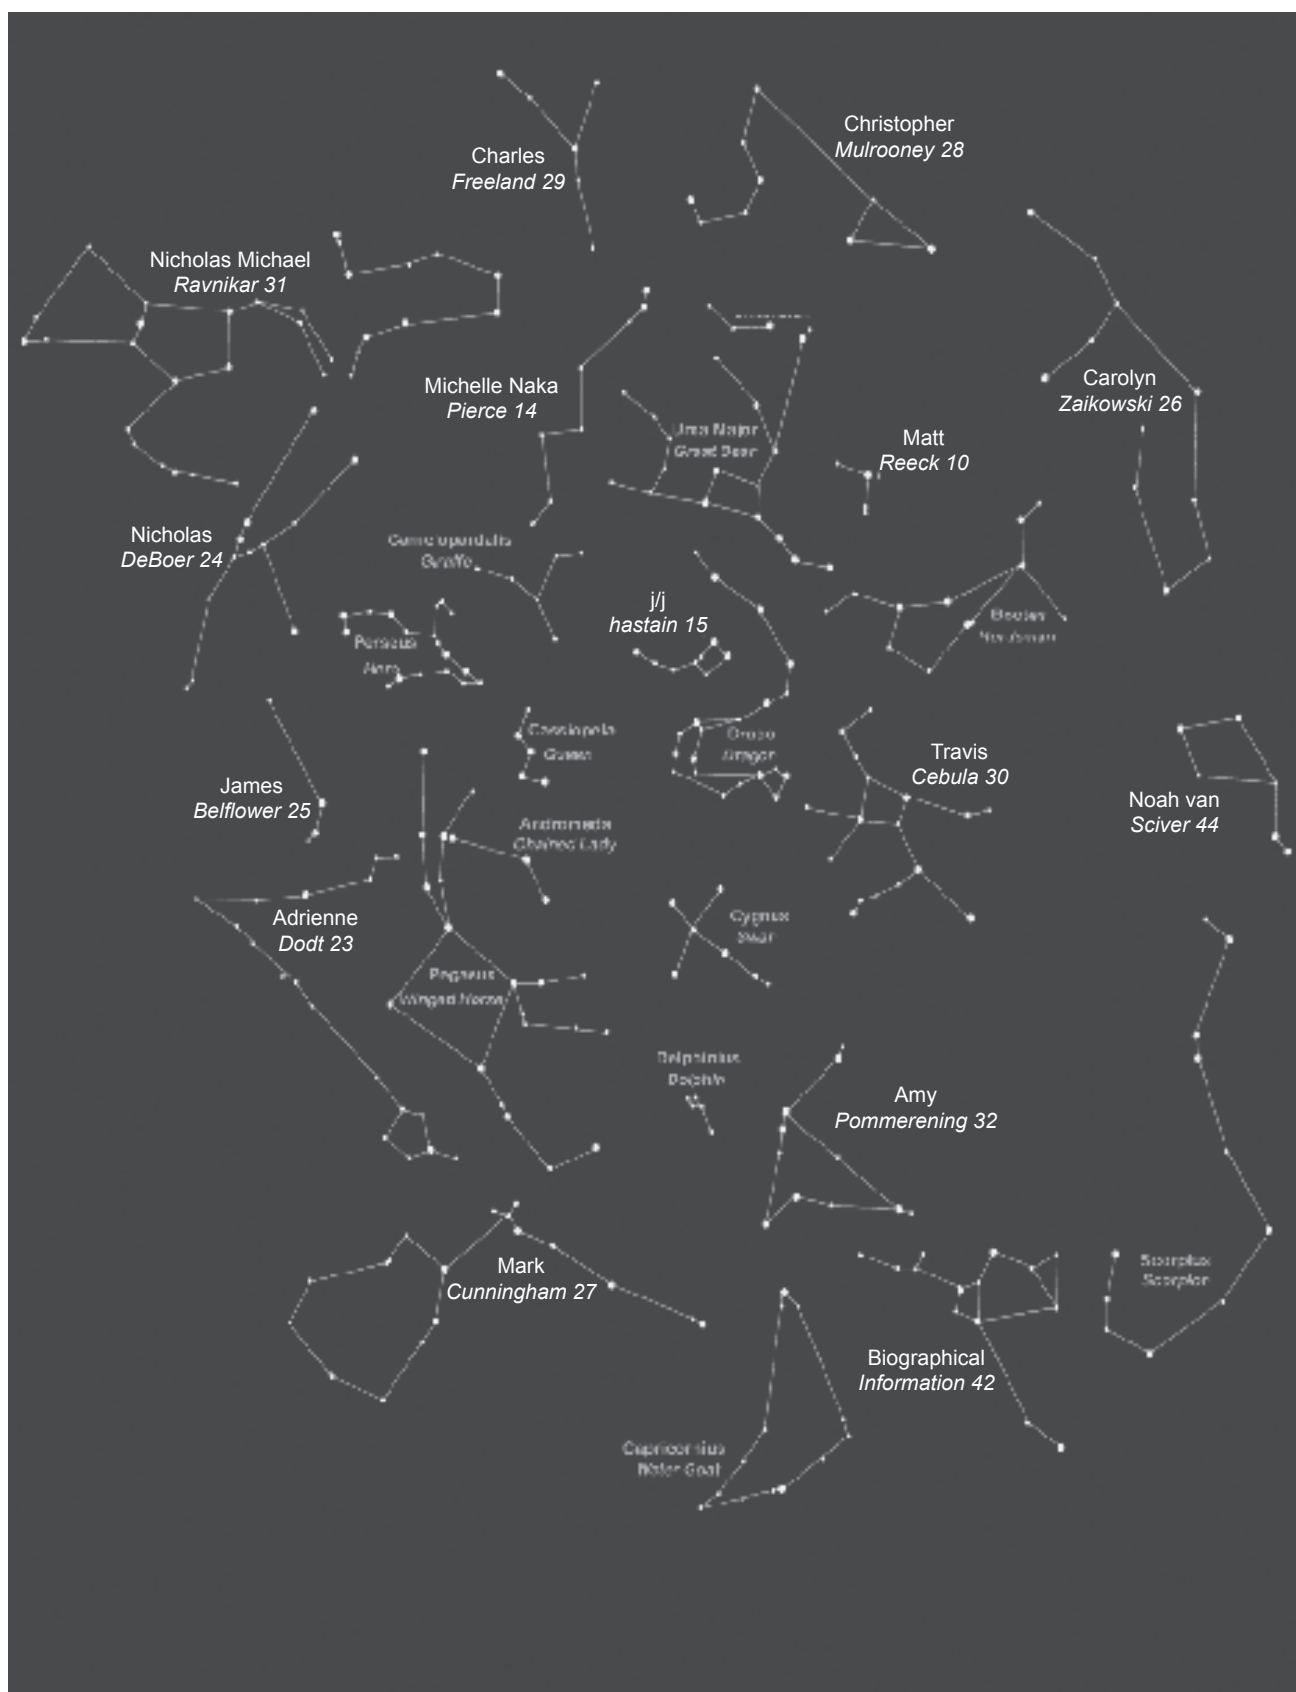 Christopher
Mulrooney 28
Charles
Freeland 29
Nicholas Michael
Ravnikar 31
Michelle Naka
Pierce 14
Carolyn
Zaikowski 26
Ursa Major
Great Bear
Matt
Reeck 10
Nicholas
DeBoer 24
Camelopardalis
Giraffe
j/j
hastain 15
Bootes
Herdsman
Perseus
Hero
Cassiopeia
Queen
Draco
Dragon
Travis
Cebula 30
James
Belflower 25
Noah van
Sciver 44
Andromeda
Chained Lady
Adrienne
Dodt 23
Cygnus
Swan
Pegasus
Winged Horse
Delphinius
Dolphin
Amy
Pommerening 32
Mark
Cunningham 27
Scorpius
Scorpion
Biographical
Information 42
Capricornius
Water Goat